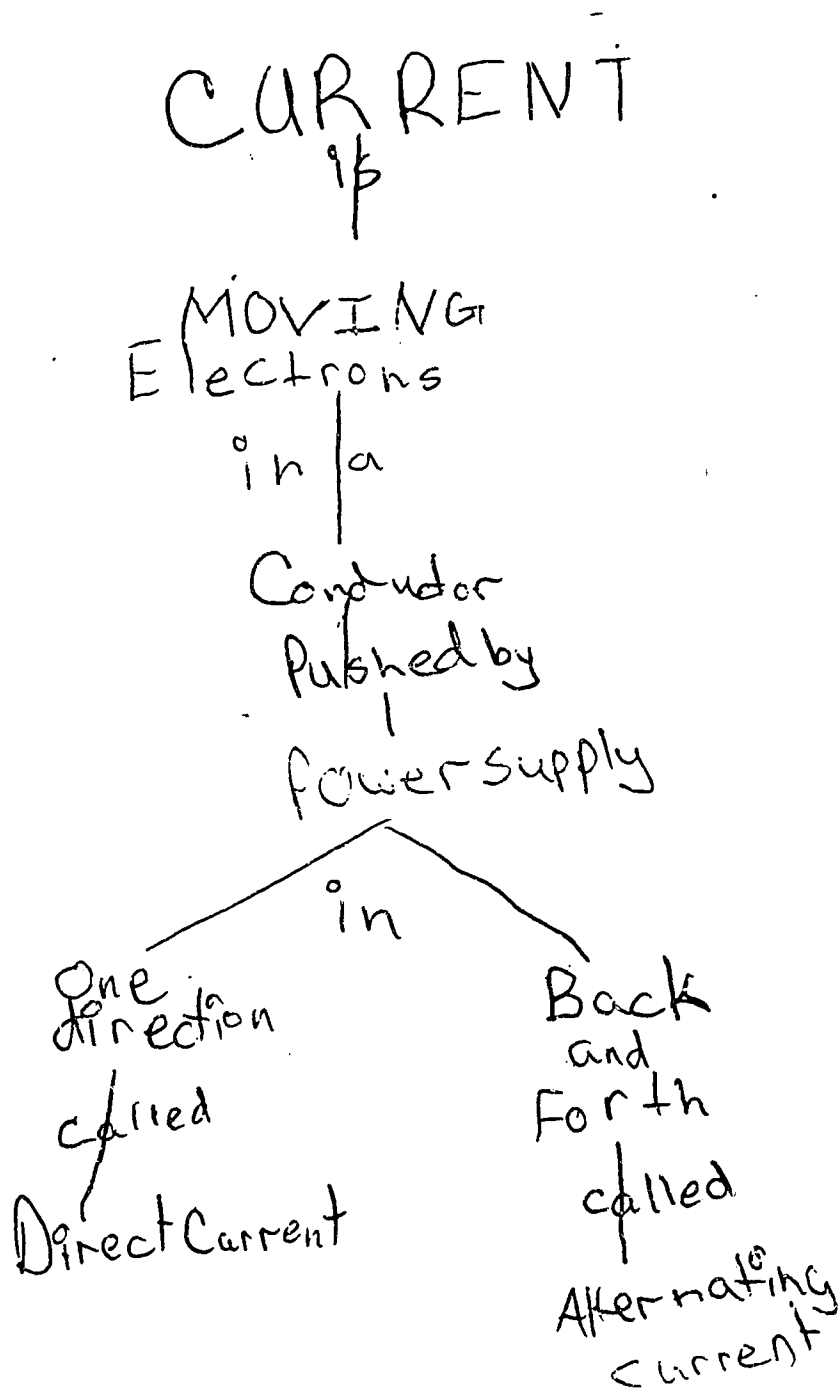 CURRENT
is
MOVING
Electrons
in a
Conductor
Pushed by
Power supply
in
One
direction
called
Direct Current
Back
and
Forth
called
Alternating
current